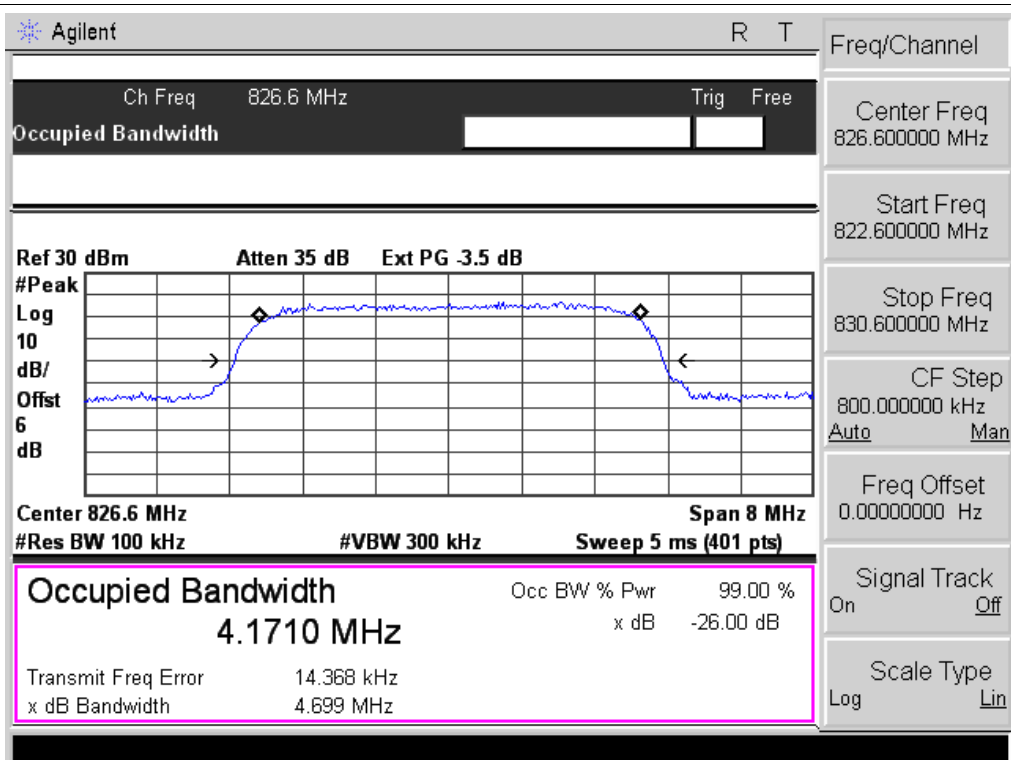 Agilent R T
Ch Freq 826.6 MHz Trig Free
Occupied Bandwidth
Ref 30 dBm Atten 35 dB Ext PG -3.5 dB
#Peak
Log
10
dB/
Offst
6
dB
Center 826.6 MHz Span 8 MHz
#Res BW 100 kHz #VBW 300 kHz Sweep 5 ms (401 pts)
Occupied Bandwidth
4.1710 MHz
Occ BW % Pwr 99.00 %
x dB -26.00 dB
Transmit Freq Error 14.368 kHz
x dB Bandwidth 4.699 MHz
Freq/Channel
Center Freq
826.600000 MHz
Start Freq
822.600000 MHz
Stop Freq
830.600000 MHz
CF Step
800.000000 kHz
Auto Man
Freq Offset
0.00000000 Hz
Signal Track
On Off
Scale Type
Log Lin